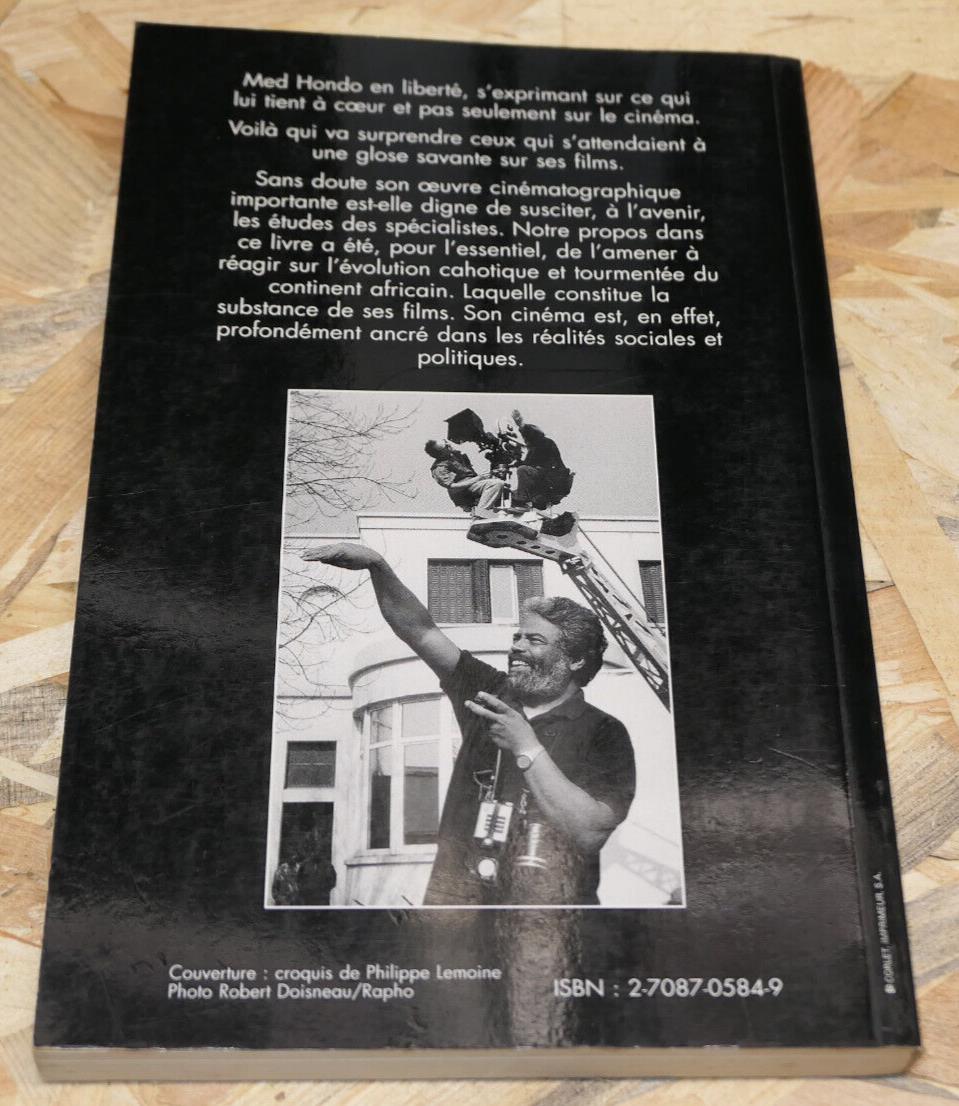 Med Hondo en liberté, s'exprimant sur ce qui
lui tient à cœur et pas seulement sur le cinéma.
Voilà qui va surprendre ceux qui s'attendaient à
une glose savante sur ses films.
Sans doute son œuvre cinématographique
importante est-elle digne de susciter, à l'avenir,
les études des spécialistes. Notre propos dans
ce livre a été, pour l'essentiel, de l'amener à
réagir sur l'évolution cahotique et tourmentée du
continent africain. Laquelle constitue la
substance de ses films. Son cinéma est, en effet,
profondément ancré dans les réalités sociales et
politiques.
Couverture : croquis de Philippe Lemoine
Photo Robert Doisneau/Rapho
ISBN : 2-7087-0584-9
CORLET, IMPRIMEUR, S.A.